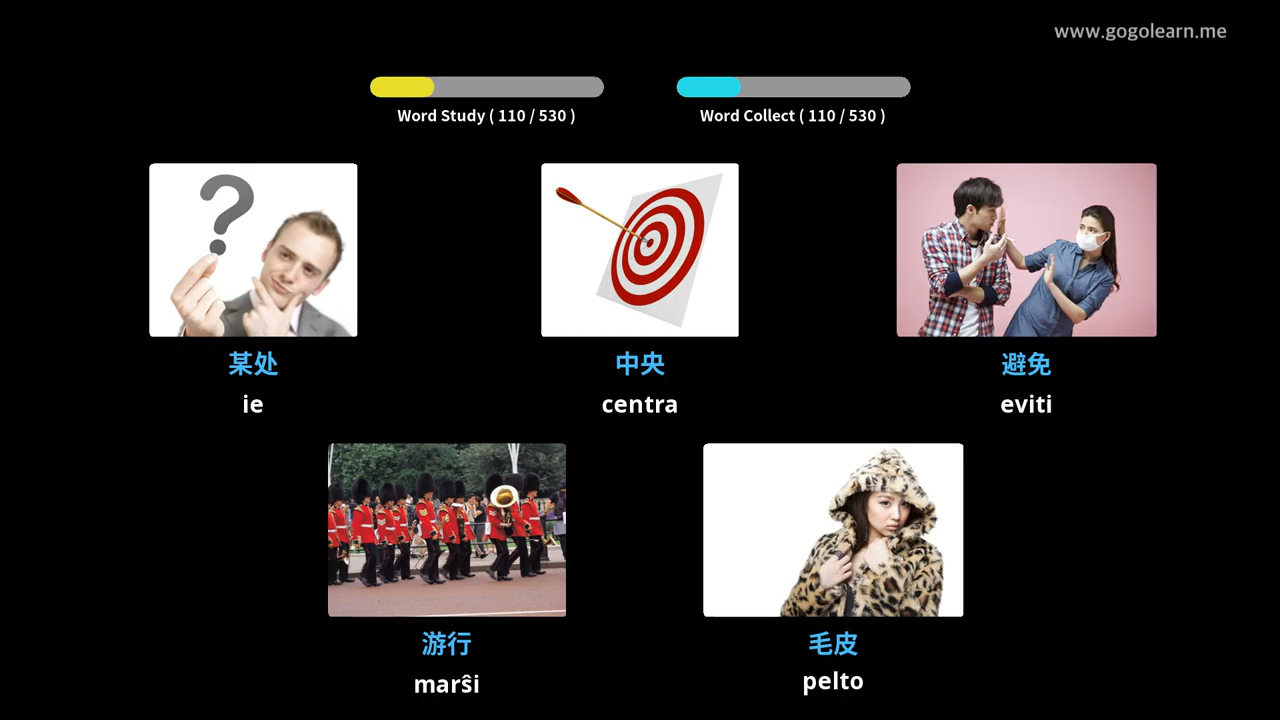 www.gogolearn.me
Word Study ( 110 / 530 )
Word Collect ( 110 / 530 )
某处
ie
中央
centra
避免
eviti
游行
marŝi
毛皮
pelto